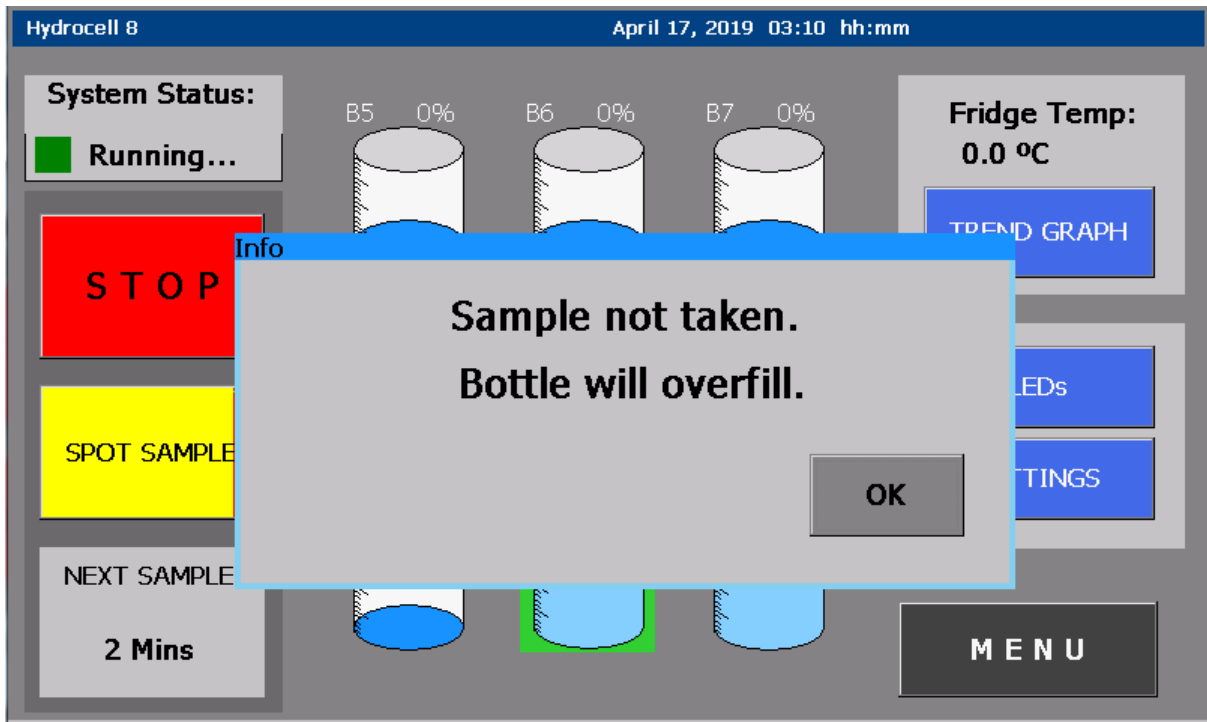 Hydrocell 8 April 17, 2019 03:10 hh:mm
System Status:
Running...
B5 0% B6 0% B7 0%
Fridge Temp:
0.0 ºC
TREND GRAPH
STOP
Info
Sample not taken.
Bottle will overfill.
OK
SPOT SAMPLE
NEXT SAMPLE
2 Mins
MENU